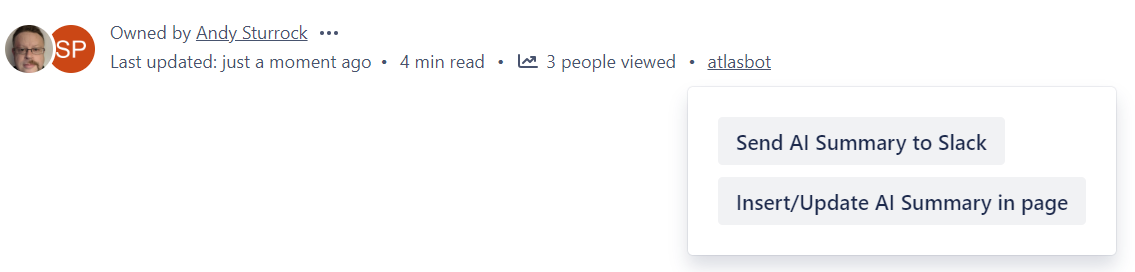 SP
Owned by Andy Sturrock •••
Last updated: just a moment ago • 4 min read • 3 people viewed • atlasbot
Send AI Summary to Slack
Insert/Update AI Summary in page